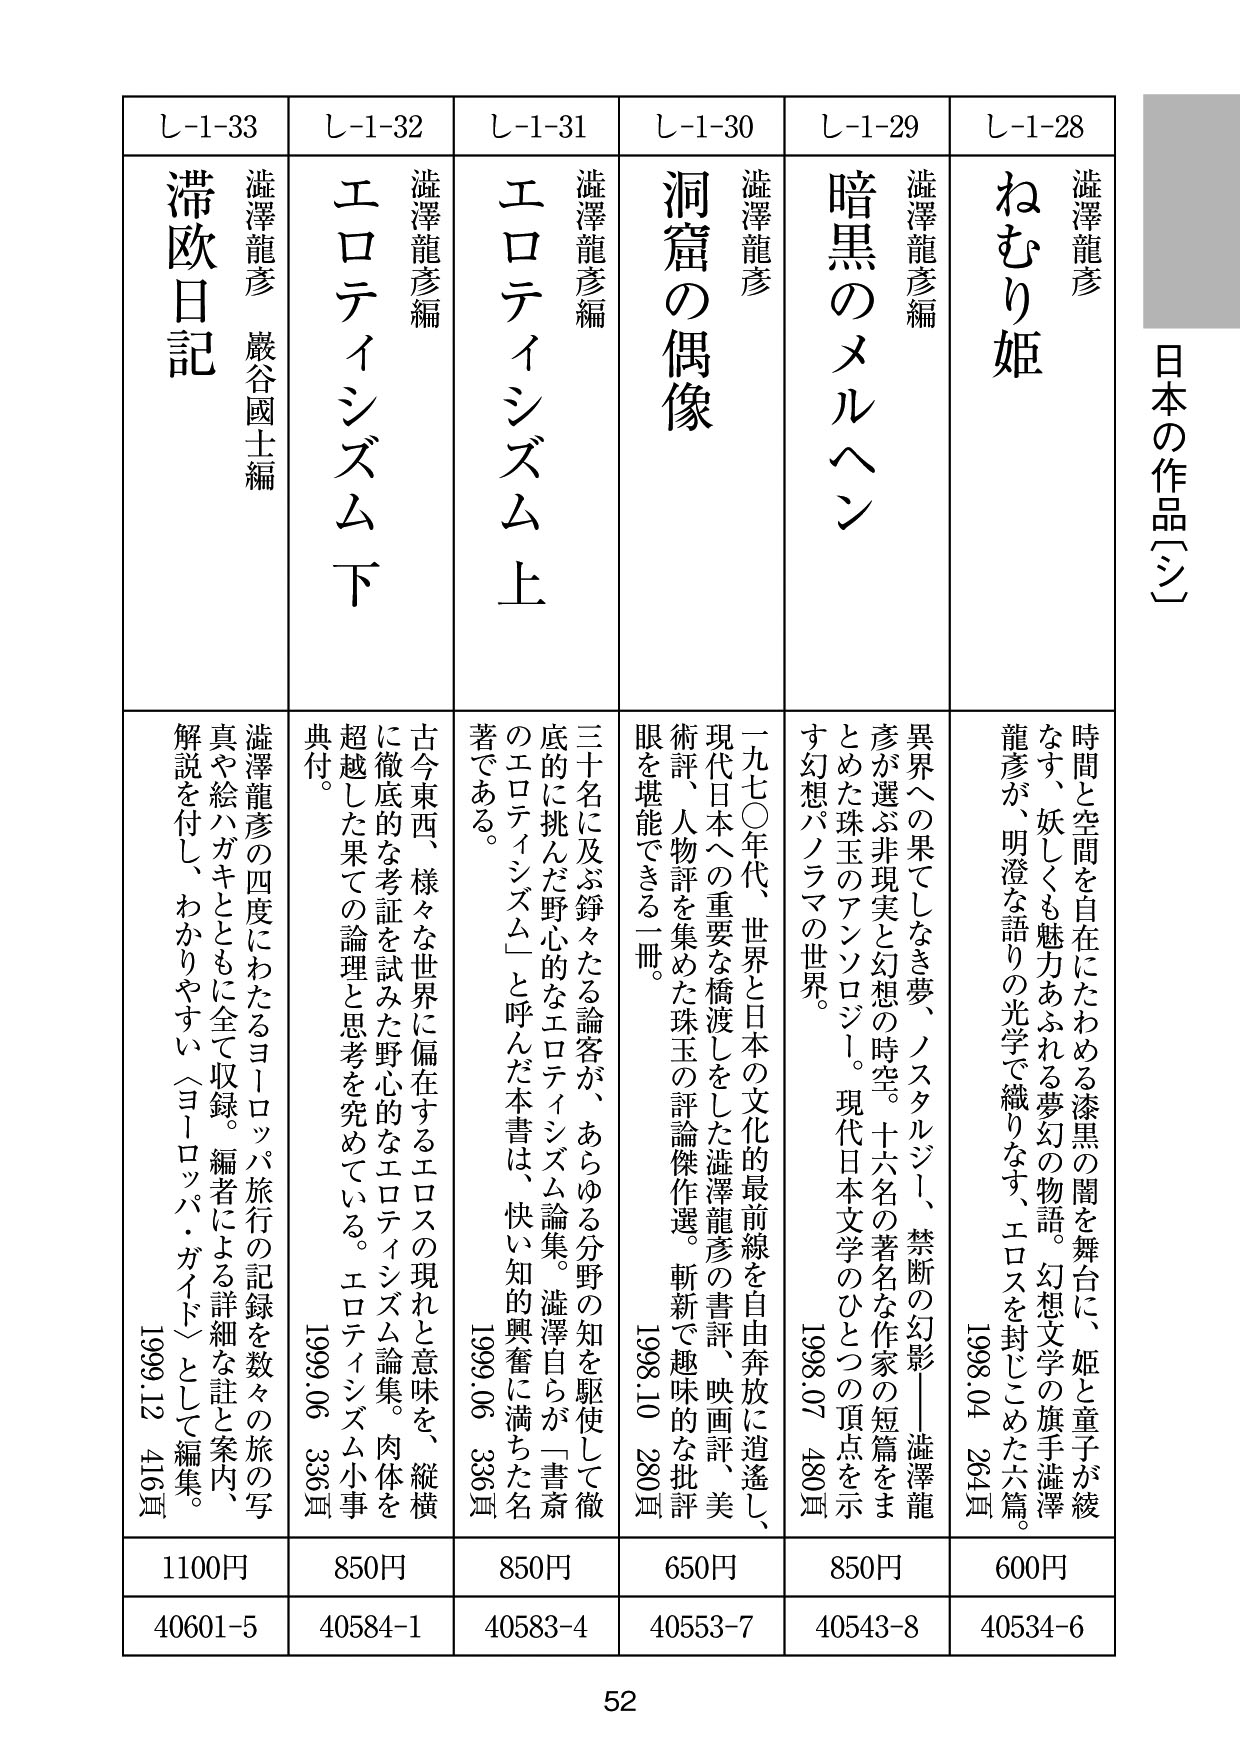 日本の作品〔シ〕
し-1-28
澁澤龍彦
ねむり姫
時間と空間を自在にたわめる漆黒の闇を舞台に、姫と童子が綾
なす、妖しくも魅力あふれる夢幻の物語。幻想文学の旗手澁澤
龍彦が、明澄な語りの光学で織りなす、エロスを封じこめた六篇。
1998.04 264頁
600円
40534-6
し-1-29
澁澤龍彦編
暗黒のメルヘン
異界への果てしなき夢、ノスタルジー、禁断の幻影――澁澤龍
彦が選ぶ非現実と幻想の時空。十六名の著名な作家の短篇をま
とめた珠玉のアンソロジー。現代日本文学のひとつの頂点を示
す幻想パノラマの世界。
1998.07 480頁
850円
40543-8
し-1-30
澁澤龍彦
洞窟の偶像
一九七〇年代、世界と日本の文化的最前線を自由奔放に逍遙し、
現代日本への重要な橋渡しをした澁澤龍彦の書評、映画評、美
術評、人物評を集めた珠玉の評論傑作選。斬新で趣味的な批評
眼を堪能できる一冊。
1998.10 280頁
650円
40553-7
し-1-31
澁澤龍彦編
エロティシズム 上
三十名に及ぶ錚々たる論客が、あらゆる分野の知を駆使して徹
底的に挑んだ野心的なエロティシズム論集。澁澤自らが「書斎
のエロティシズム」と呼んだ本書は、快い知的興奮に満ちた名
著である。
1999.06 336頁
850円
40583-4
し-1-32
澁澤龍彦編
エロティシズム 下
古今東西、様々な世界に偏在するエロスの現れと意味を、縦横
に徹底的な考証を試みた野心的なエロティシズム論集。肉体を
超越した果ての論理と思考を究めている。エロティシズム小事
典付。
1999.06 336頁
850円
40584-1
し-1-33
澁澤龍彦 巖谷國士編
滞欧日記
澁澤龍彦の四度にわたるヨーロッパ旅行の記録を数々の旅の写
真や絵ハガキとともに全て収録。編者による詳細な註と案内、
解説を付し、わかりやすい〈ヨーロッパ・ガイド〉として編集。
1999.12 416頁
1100円
40601-5
52